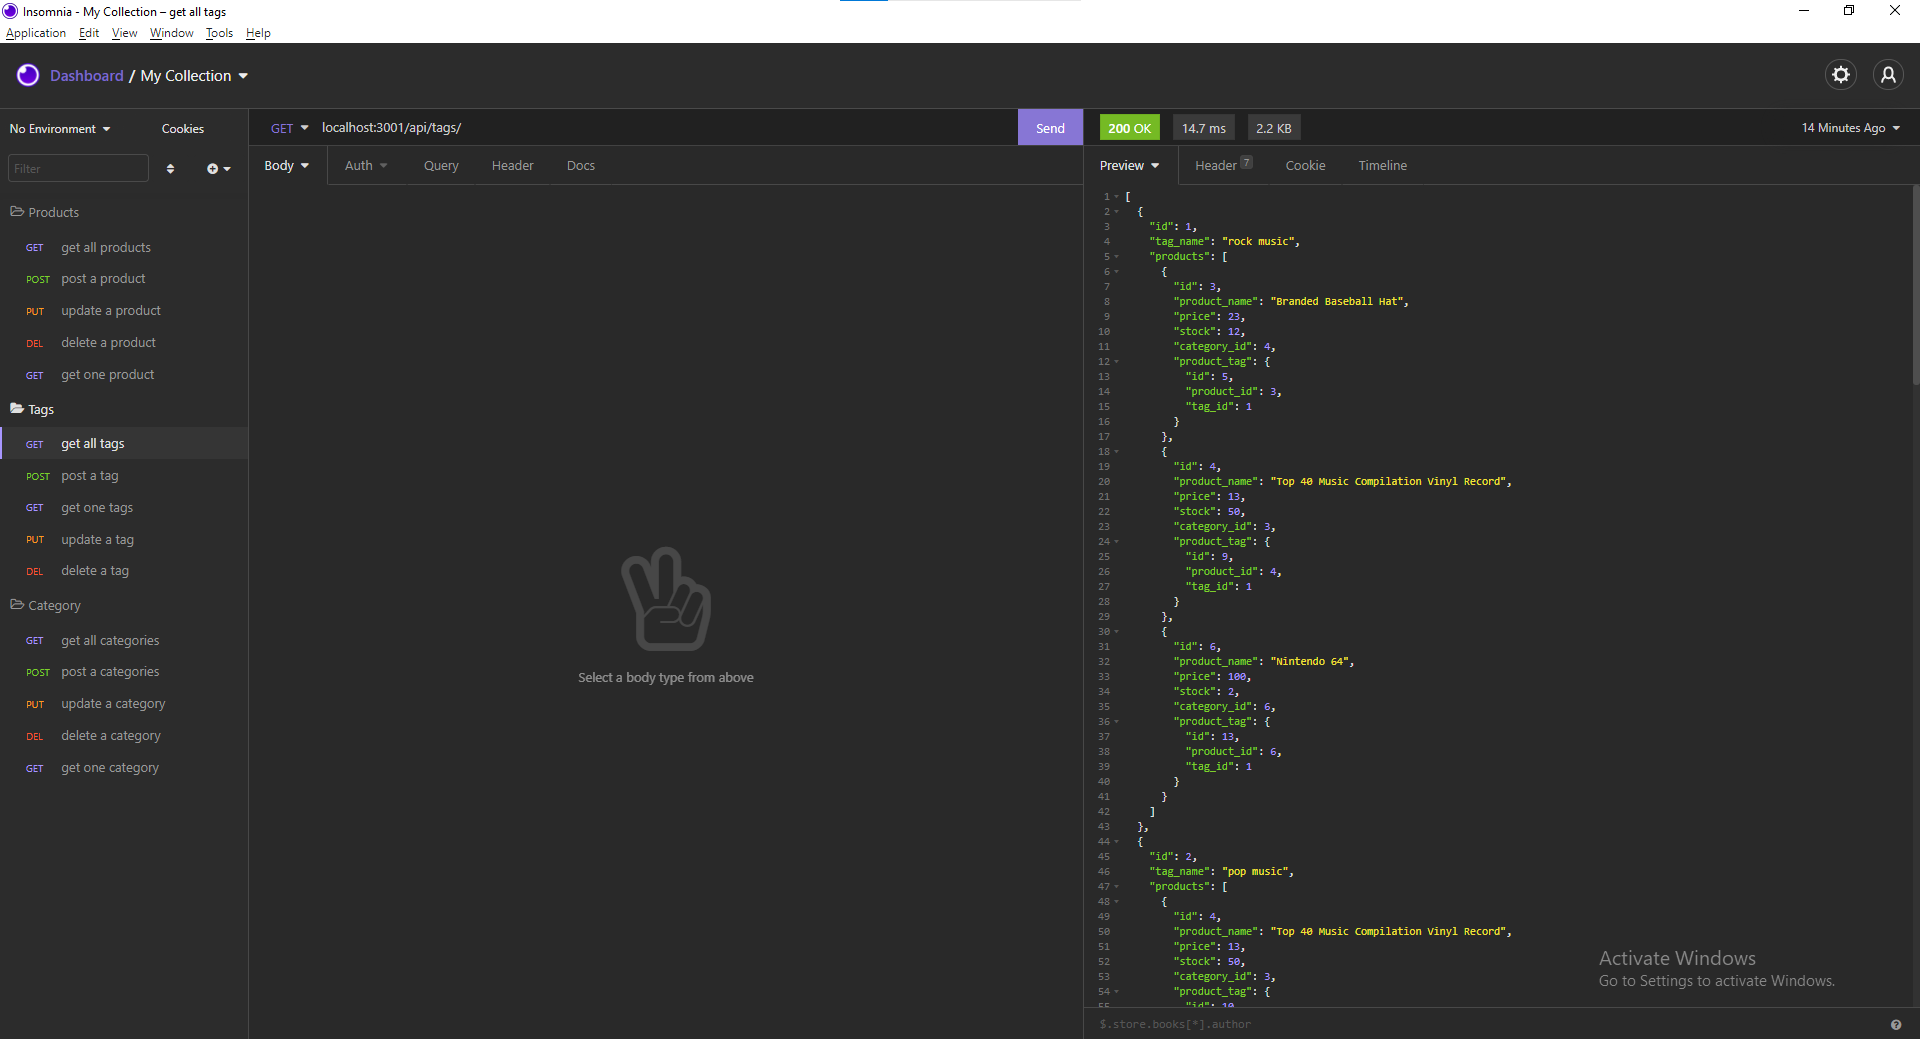 Insomnia - My Collection – get all tags
Application Edit View Window Tools Help
Dashboard / My Collection
No Environment Cookies
Filter
Products
GET get all products
POST post a product
PUT update a product
DEL delete a product
GET get one product
Tags
GET get all tags
POST post a tag
GET get one tags
PUT update a tag
DEL delete a tag
Category
GET get all categories
POST post a categories
PUT update a category
DEL delete a category
GET get one category
GET localhost:3001/api/tags/ Send
Body Auth Query Header Docs
Select a body type from above
200 OK 14.7 ms 2.2 KB 14 Minutes Ago
Preview Header 7 Cookie Timeline
1 [
2 {
3 "id": 1,
4 "tag_name": "rock music",
5 "products": [
6 {
7 "id": 3,
8 "product_name": "Branded Baseball Hat",
9 "price": 23,
10 "stock": 12,
11 "category_id": 4,
12 "product_tag": {
13 "id": 5,
14 "product_id": 3,
15 "tag_id": 1
16 }
17 },
18 {
19 "id": 4,
20 "product_name": "Top 40 Music Compilation Vinyl Record",
21 "price": 13,
22 "stock": 50,
23 "category_id": 3,
24 "product_tag": {
25 "id": 9,
26 "product_id": 4,
27 "tag_id": 1
28 }
29 },
30 {
31 "id": 6,
32 "product_name": "Nintendo 64",
33 "price": 100,
34 "stock": 2,
35 "category_id": 6,
36 "product_tag": {
37 "id": 13,
38 "product_id": 6,
39 "tag_id": 1
40 }
41 }
42 ]
43 },
44 {
45 "id": 2,
46 "tag_name": "pop music",
47 "products": [
48 {
49 "id": 4,
50 "product_name": "Top 40 Music Compilation Vinyl Record",
51 "price": 13,
52 "stock": 50,
53 "category_id": 3,
54 "product_tag": {
55 "id": 10
Activate Windows
Go to Settings to activate Windows.
$.store.books[*].author